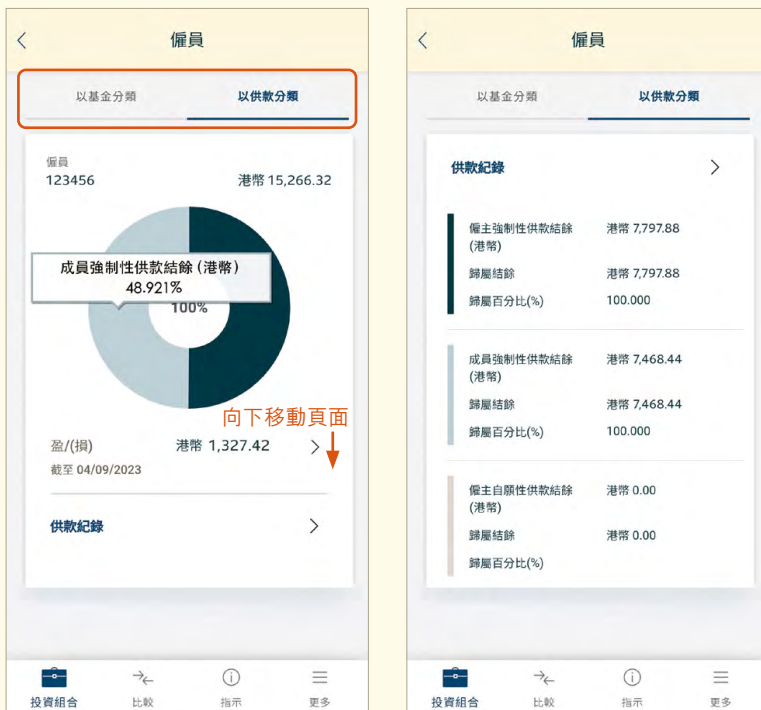 僱員
以基金分類
以供款分類
僱員
123456
港幣 15,266.32
成員強制性供款結餘 (港幣)
48.921%
100%
向下移動頁面
盈/(損)
港幣 1,327.42
截至 04/09/2023
供款紀錄
投資組合
比較
指示
更多
僱員
以基金分類
以供款分類
供款紀錄
僱主強制性供款結餘
(港幣)
港幣 7,797.88
歸屬結餘
港幣 7,797.88
歸屬百分比(%)
100.000
成員強制性供款結餘
(港幣)
港幣 7,468.44
歸屬結餘
港幣 7,468.44
歸屬百分比(%)
100.000
僱主自願性供款結餘
(港幣)
港幣 0.00
歸屬結餘
港幣 0.00
歸屬百分比(%)
投資組合
比較
指示
更多